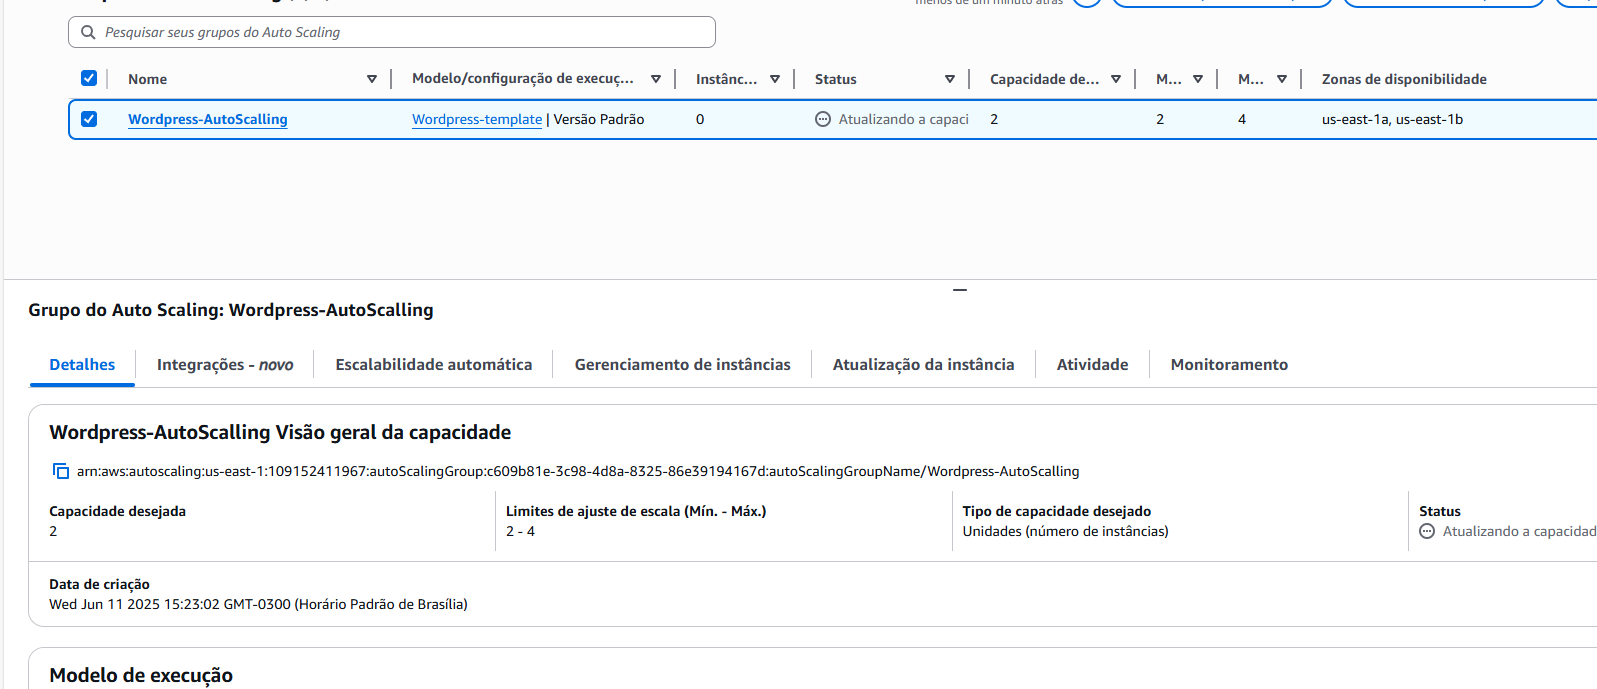 menos de um minuto atrás
Pesquisar seus grupos do Auto Scaling
Nome Modelo/configuração de execuç... Instânc... Status Capacidade de... M... M... Zonas de disponibilidade
Wordpress-AutoScalling Wordpress-template | Versão Padrão 0 Atualizando a capaci 2 2 4 us-east-1a, us-east-1b
Grupo do Auto Scaling: Wordpress-AutoScalling
Detalhes Integrações - novo Escalabilidade automática Gerenciamento de instâncias Atualização da instância Atividade Monitoramento
Wordpress-AutoScalling Visão geral da capacidade
arn:aws:autoscaling:us-east-1:109152411967:autoScalingGroup:c609b81e-3c98-4d8a-8325-86e39194167d:autoScalingGroupName/Wordpress-AutoScalling
Capacidade desejada Limites de ajuste de escala (Mín. - Máx.) Tipo de capacidade desejado Status
2 2 - 4 Unidades (número de instâncias) Atualizando a capacidad
Data de criação
Wed Jun 11 2025 15:23:02 GMT-0300 (Horário Padrão de Brasília)
Modelo de execução